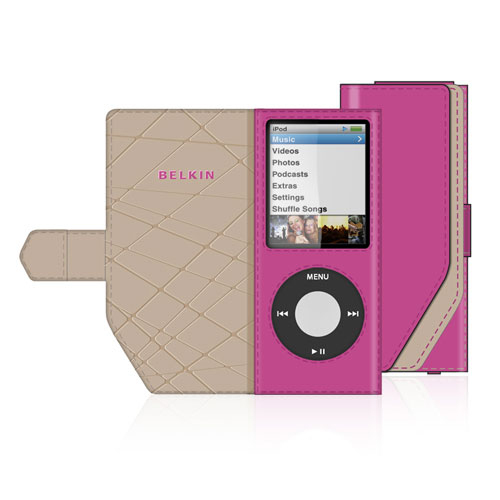 BELKIN
iPod
Music
Videos
Photos
Podcasts
Extras
Settings
Shuffle Songs
MENU